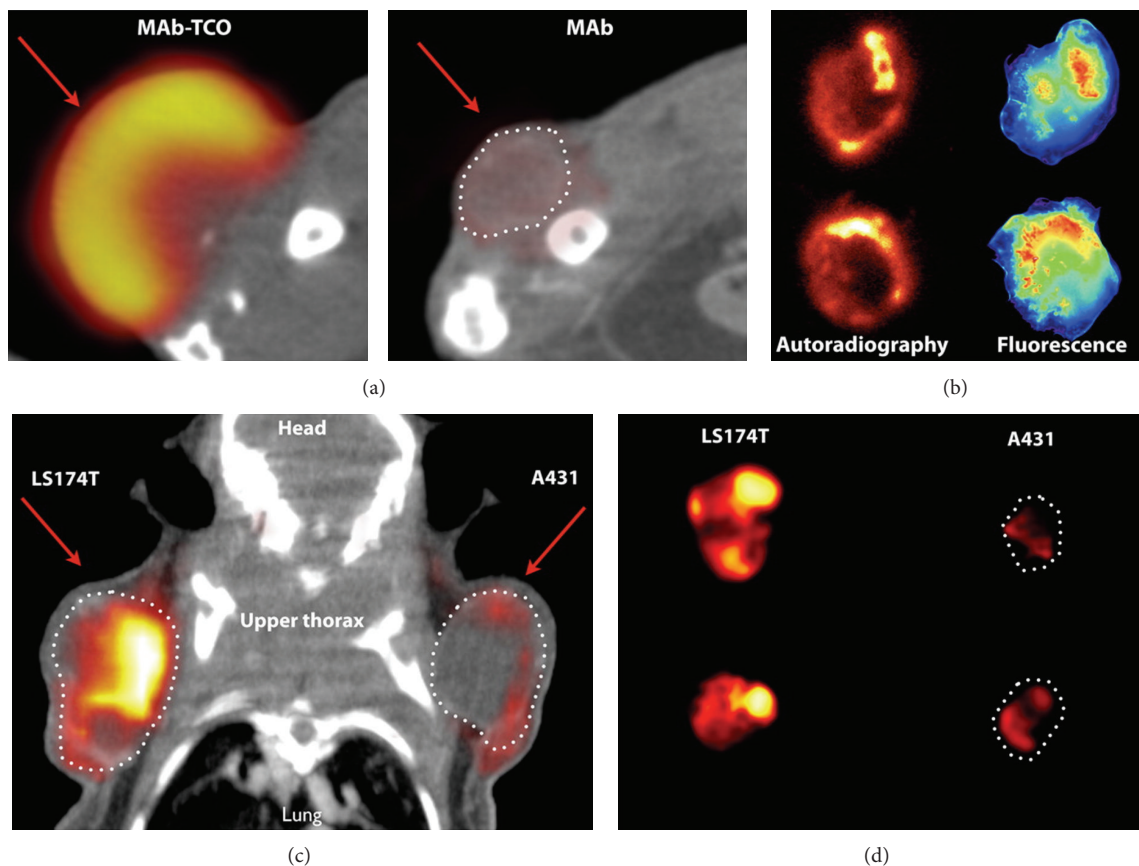 MAb-TCO
MAb
Autoradiography
Fluorescence
(a)
(b)
Head
LS174T
A431
Upper thorax
Lung
LS174T
A431
(c)
(d)